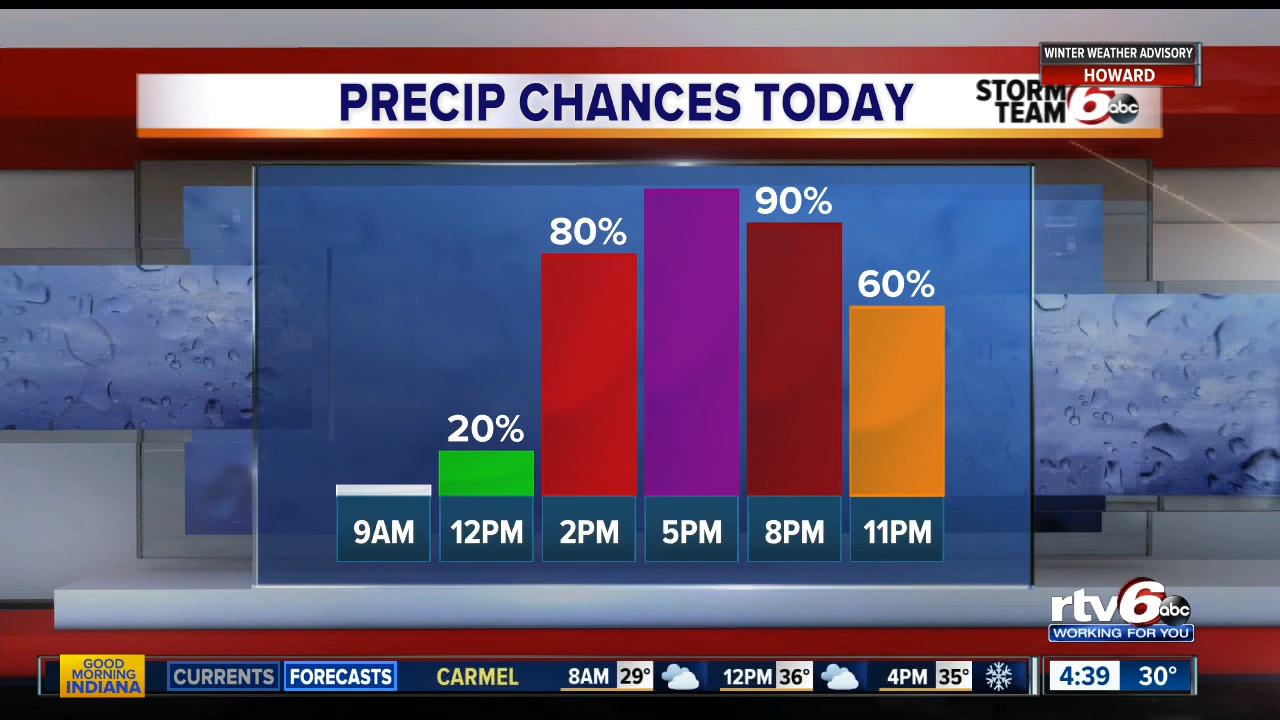 WINTER WEATHER ADVISORY
HOWARD
PRECIP CHANCES TODAY
STORM TEAM 6 abc
90%
80%
60%
20%
9AM 12PM 2PM 5PM 8PM 11PM
rtv6 abc
WORKING FOR YOU
GOOD MORNING INDIANA
CURRENTS FORECASTS CARMEL 8AM 29° 12PM 36° 4PM 35° 4:39 30°